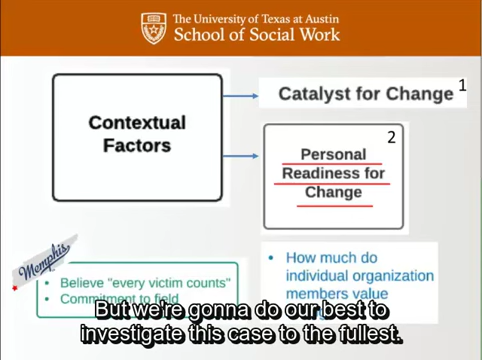 The University of Texas at Austin
School of Social Work
Contextual
Factors
Catalyst for Change
1
2
Personal
Readiness for
Change
Memphis
• Believe "every victim counts"
• Commitment to field
• How much do
individual organization
members value
But we're gonna do our best to
investigate this case to the fullest.